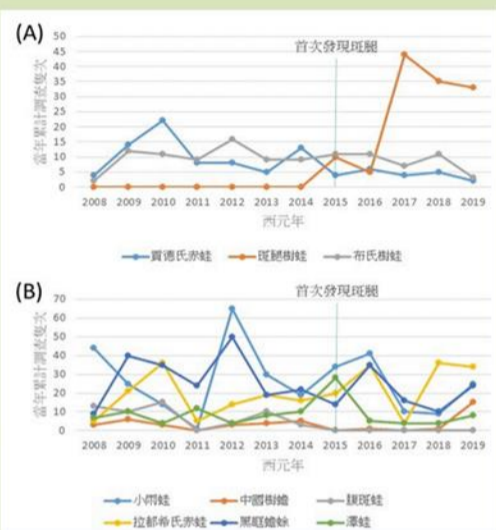 (A)
首次發現斑腿
當年累計調查隻次
50
45
40
35
30
25
20
15
10
5
0
2008 2009 2010 2011 2012 2013 2014 2015 2016 2017 2018 2019
西元年
貢德氏赤蛙 斑腿樹蛙 布氏樹蛙
(B)
首次發現斑腿
當年累計調查隻次
70
60
50
40
30
20
10
0
2008 2009 2010 2011 2012 2013 2014 2015 2016 2017 2018 2019
西元年
小雨蛙 中國樹蟾 腹斑蛙
拉都希氏赤蛙 黑眶蟾蜍 澤蛙